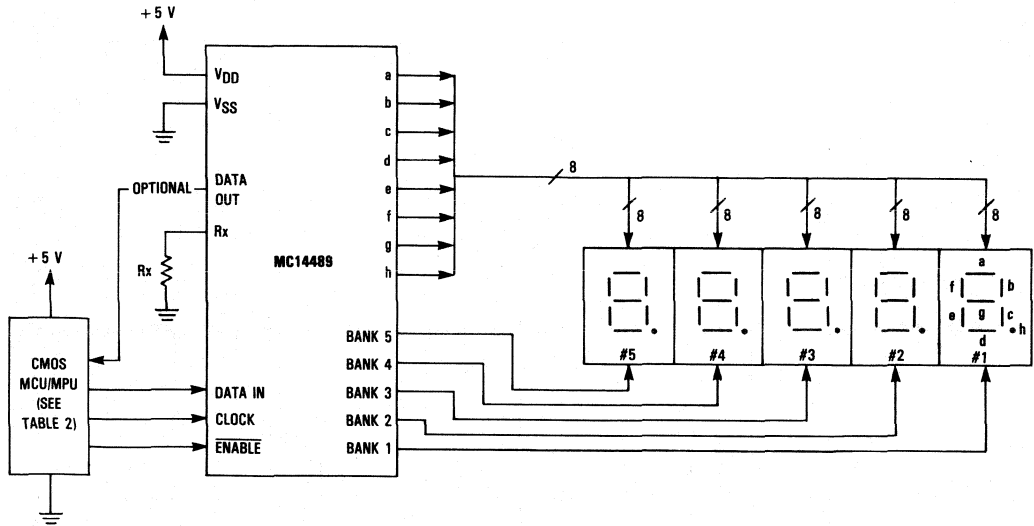 +5 V
VDD
VSS
OPTIONAL
DATA
OUT
Rx
Rx
MC14489
a
b
c
d
e
f
g
h
8
8
8
8
8
8
+5 V
CMOS
MCU/MPU
(SEE
TABLE 2)
DATA IN
CLOCK
ENABLE
BANK 5
BANK 4
BANK 3
BANK 2
BANK 1
#5
#4
#3
#2
a
f
b
g
e
c
h
d
#1